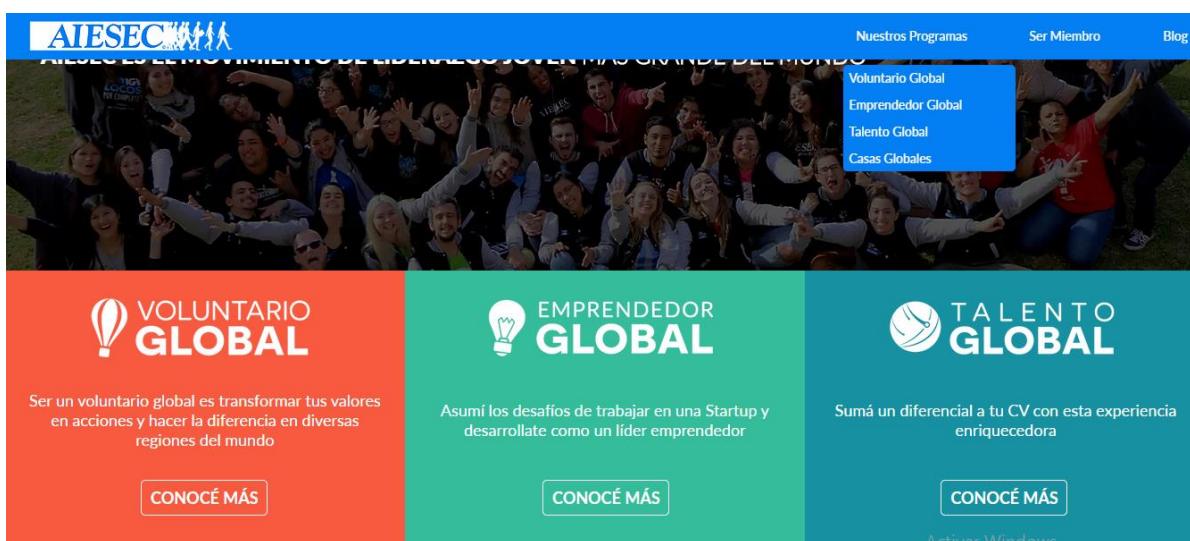 AIESEC
Nuestros Programas
Ser Miembro
Blog
AIESEC ES EL MOVIMIENTO DE LIDERAZGO JOVEN MÁS GRANDE DEL MUNDO
Voluntario Global
Emprendedor Global
Talento Global
Casas Globales
VOLUNTARIO
GLOBAL
Ser un voluntario global es transformar tus valores
en acciones y hacer la diferencia en diversas
regiones del mundo
CONOCÉ MÁS
EMPRENDEDOR
GLOBAL
Asumí los desafíos de trabajar en una Startup y
desarrollate como un líder emprendedor
CONOCÉ MÁS
TALENTO
GLOBAL
Sumá un diferencial a tu CV con esta experiencia
enriquecedora
CONOCÉ MÁS
Activar Windows